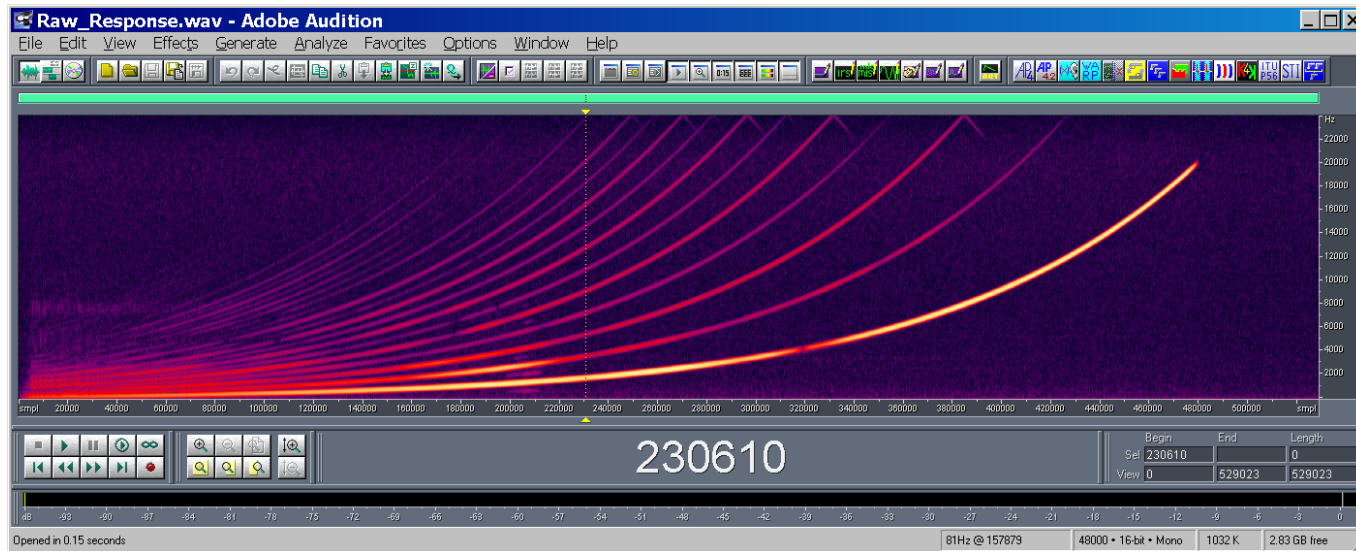 Raw_Response.wav - Adobe Audition
File Edit View Effects Generate Analyze Favorites Options Window Help
Hz
22000
20000
18000
16000
14000
12000
10000
8000
6000
4000
2000
smpl 20000 40000 60000 80000 100000 120000 140000 160000 180000 200000 220000 240000 260000 280000 300000 320000 340000 360000 380000 400000 420000 440000 460000 480000 500000 smpl
230610
Begin End Length
Sel 230610 0
View 0 529023 529023
dB -93 -90 -87 -84 -81 -78 -75 -72 -69 -66 -63 -60 -57 -54 -51 -48 -45 -42 -39 -36 -33 -30 -27 -24 -21 -18 -15 -12 -9 -6 -3 0
Opened in 0.15 seconds 81Hz @ 157879 48000 • 16-bit • Mono 1032 K 2.83 GB free